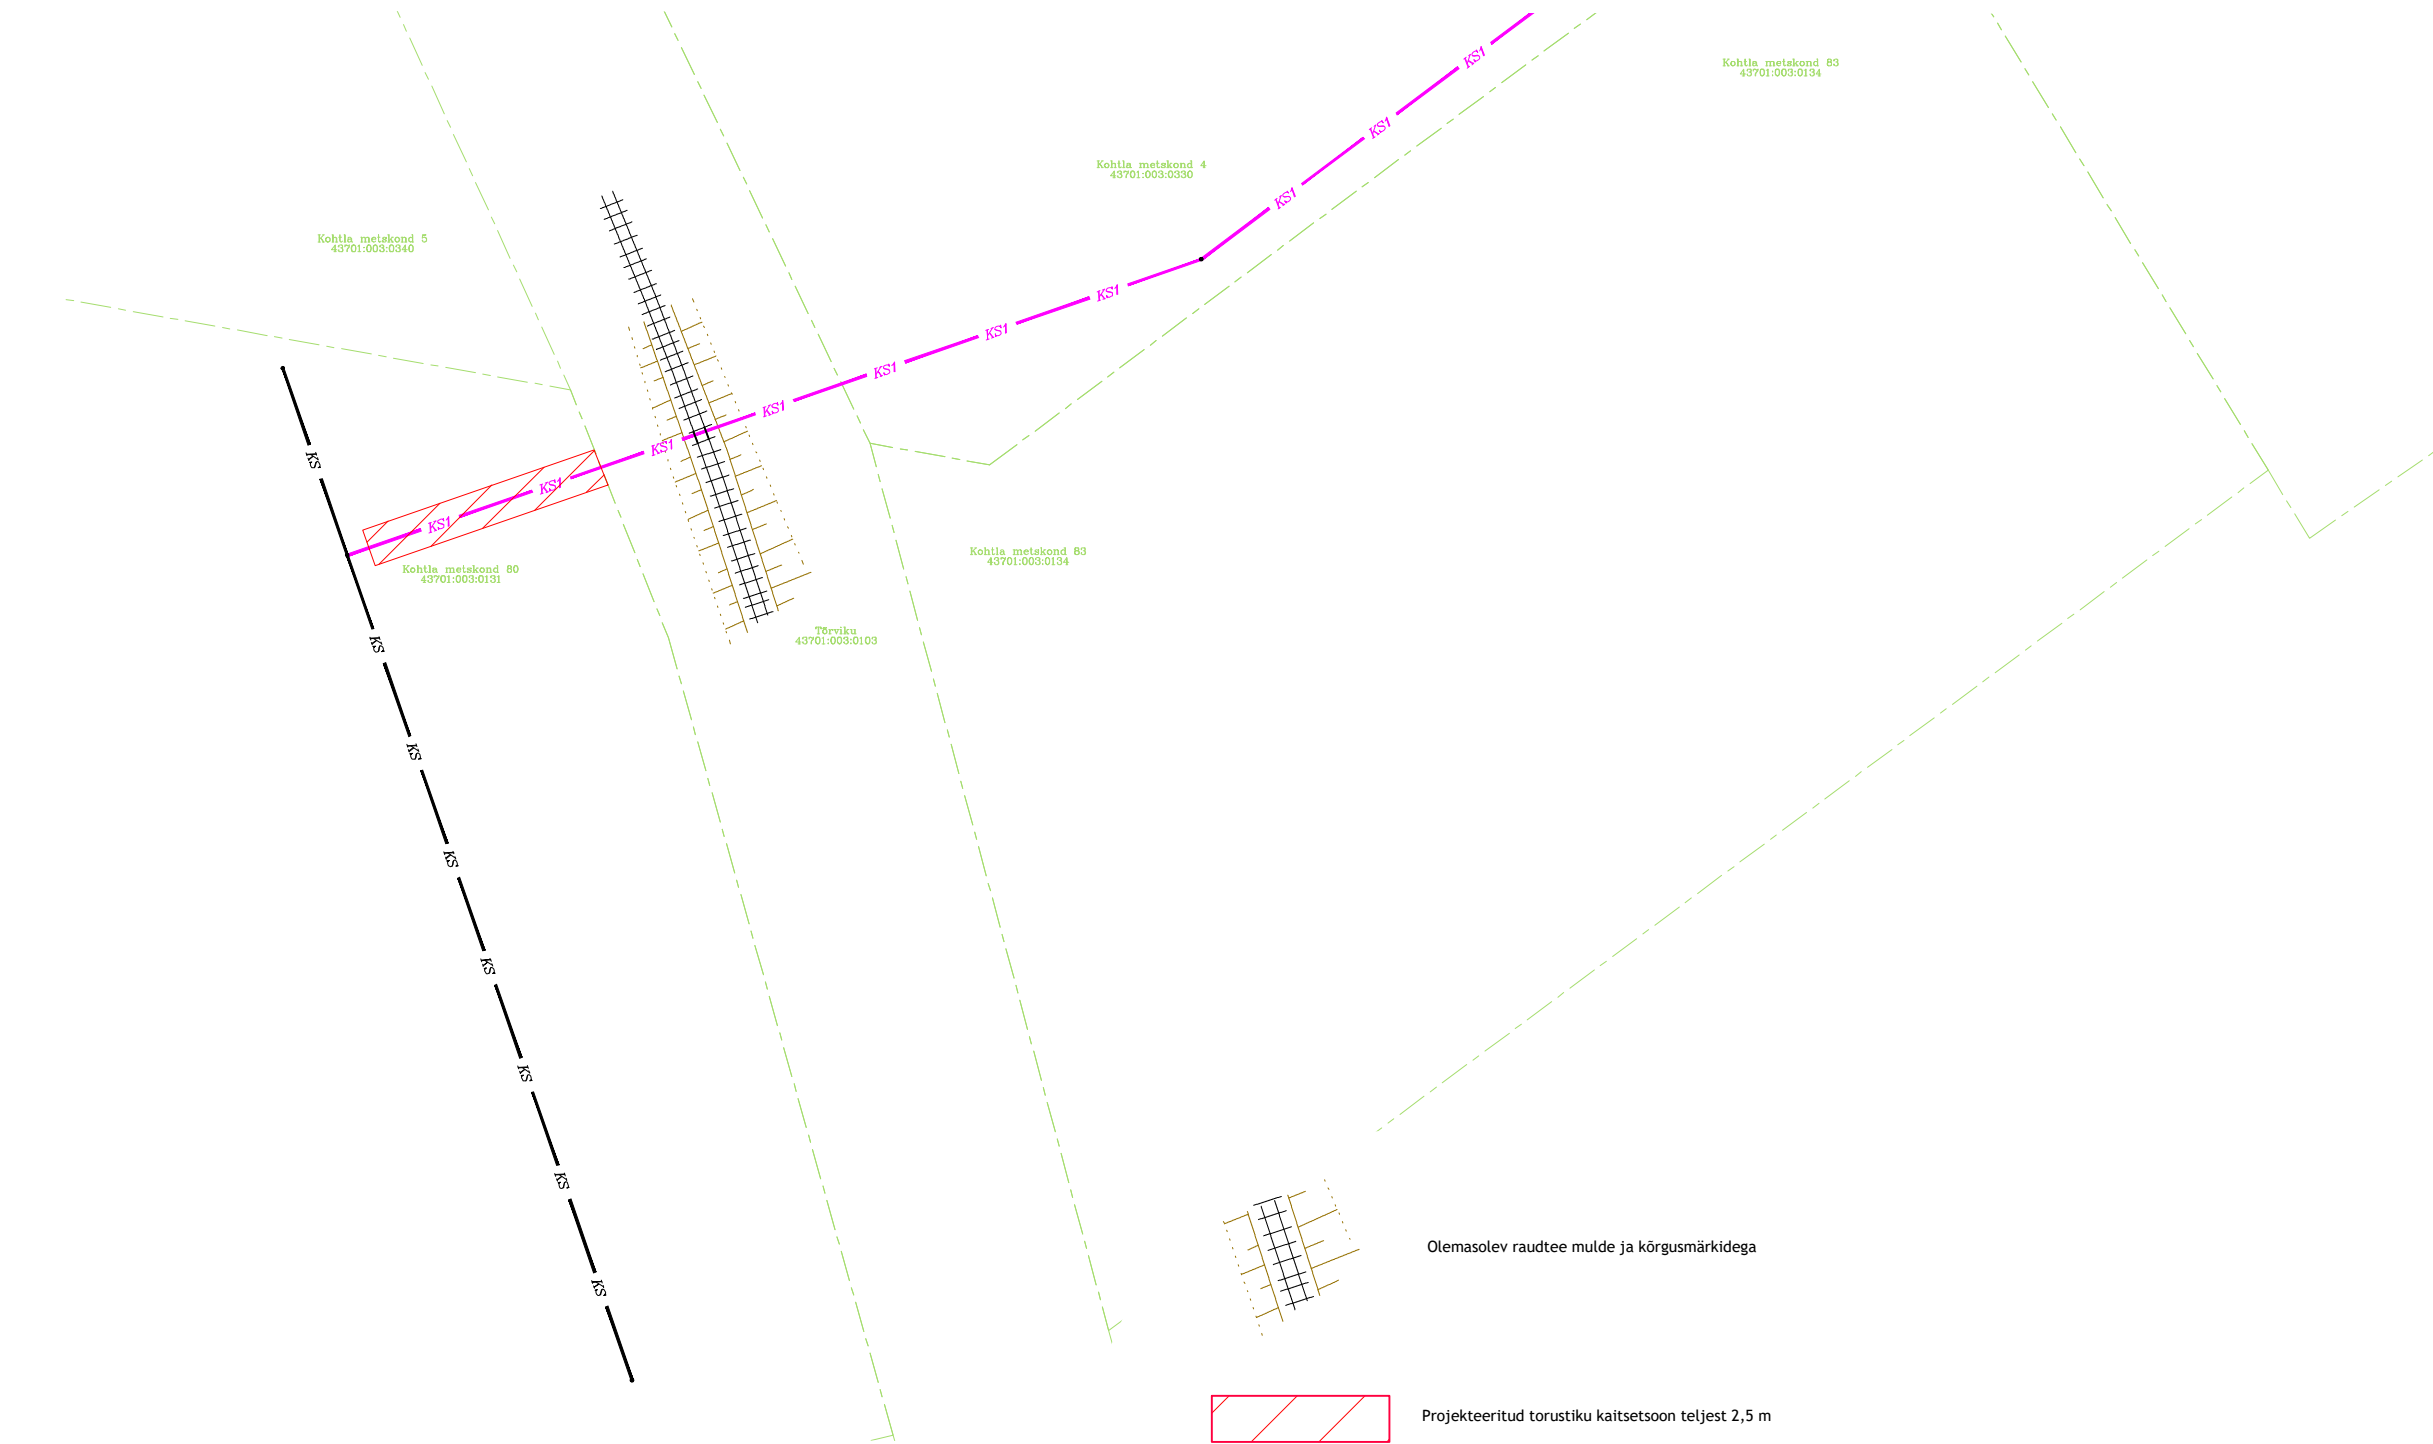 KS1
Kohtla metskond 83
43701:003:0134
KS1
Kohtla metskond 4
43701:003:0330
KS1
Kohtla metskond 5
43701:003:0340
KS1
KS1
KS1
KS1
KS1
KS
KS1
KS1
Kohtla metskond 83
43701:003:0134
Kohtla metskond 80
43701:003:0131
Tõrviku
43701:003:0103
KS
KS
KS
KS
KS
KS
Olemasolev raudtee mulde ja kõrgusmärkidega
KS
Projekteeritud torustiku kaitsetsoon teljest 2,5 m